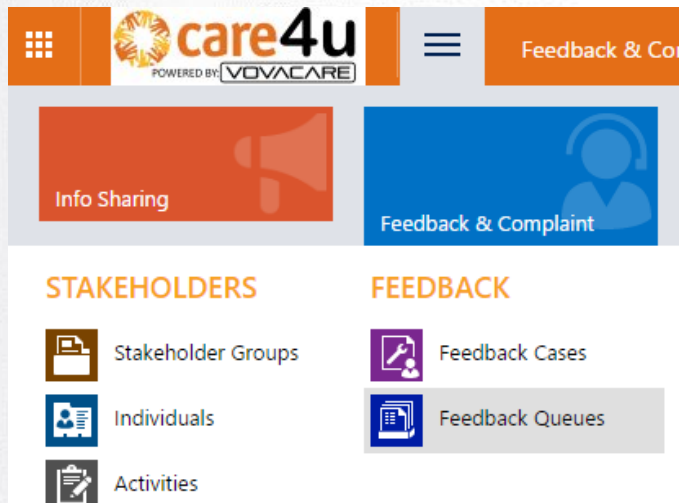 care4u
POWERED BY: VOVACARE
Feedback & Co
Info Sharing
Feedback & Complaint
STAKEHOLDERS
FEEDBACK
Stakeholder Groups
Feedback Cases
Individuals
Feedback Queues
Activities